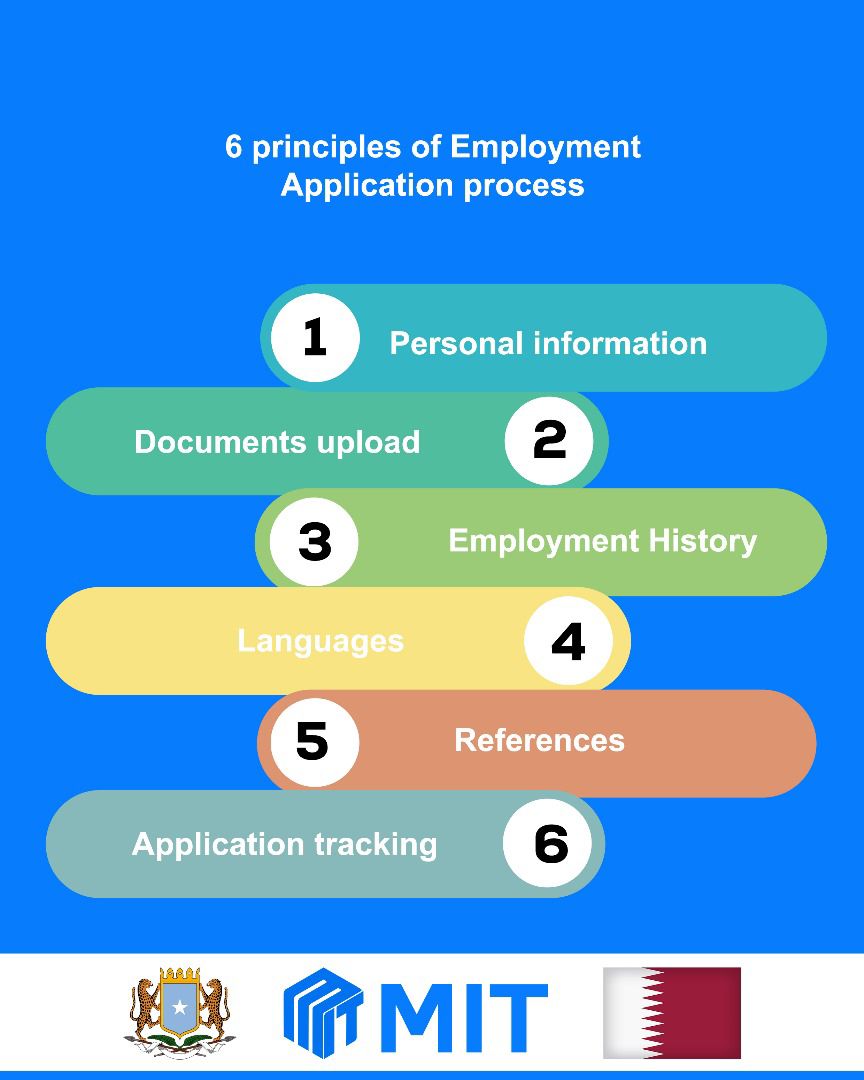 6 principles of Employment
Application process
1
Personal information
Documents upload
2
3
Employment History
Languages
4
5
References
Application tracking
6
MIT